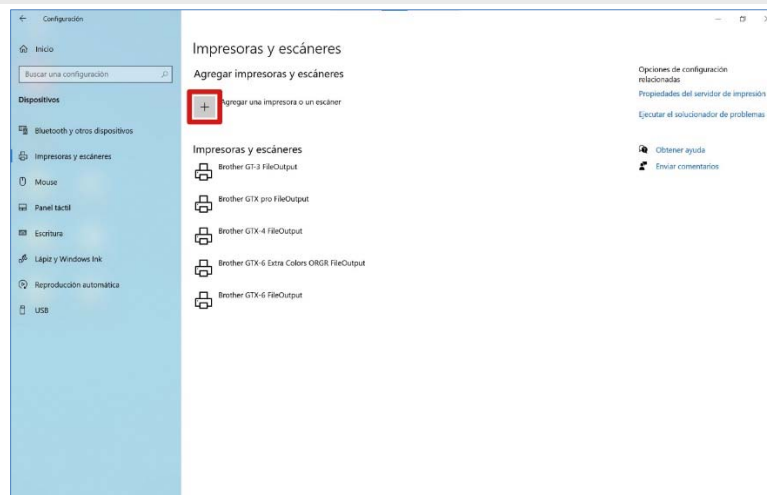 Configuración
Inicio
Buscar una configuración
Dispositivos
Bluetooth y otros dispositivos
Impresoras y escáneres
Mouse
Panel táctil
Escritura
Lápiz y Windows Ink
Reproducción automática
USB
Impresoras y escáneres
Agregar impresoras y escáneres
Agregar una impresora o un escáner
Impresoras y escáneres
Brother GT-3 FileOutput
Brother GTX pro FileOutput
Brother GTX-4 FileOutput
Brother GTX-6 Extra Colors ORGR FileOutput
Brother GTX-6 FileOutput
Opciones de configuración
relacionadas
Propiedades del servidor de impresión
Ejecutar el solucionador de problemas
Obtener ayuda
Enviar comentarios